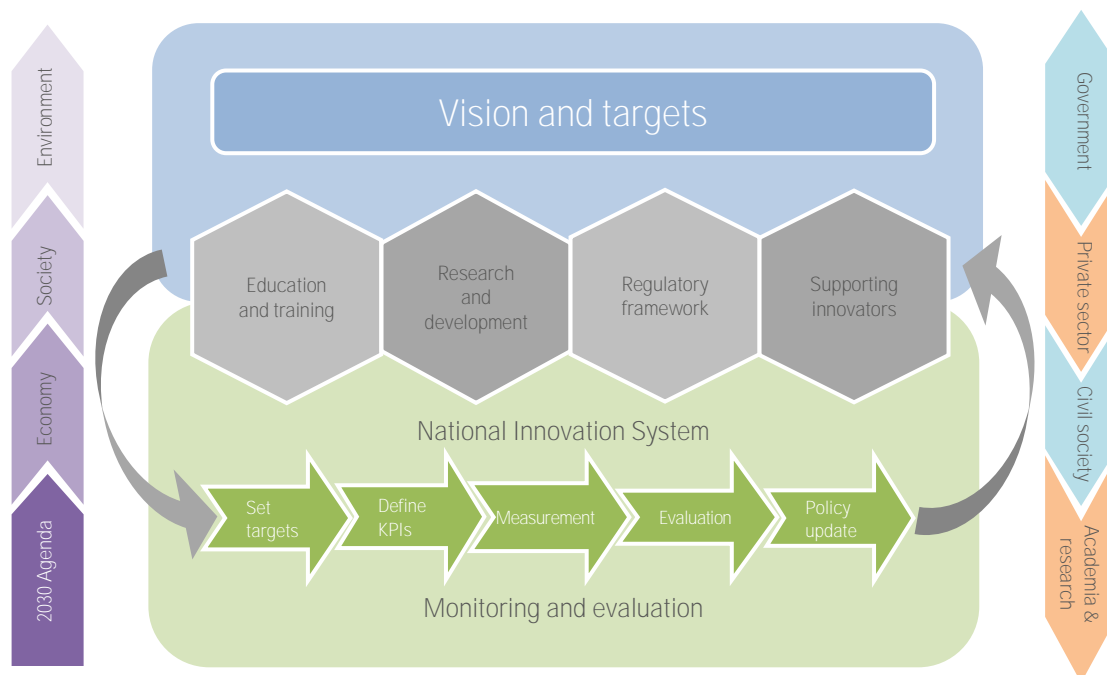 Vision and targets
Education
and training
Research
and
development
Regulatory
framework
Supporting
innovators
National Innovation System
Set
targets
Define
KPIs
Measurement
Evaluation
Policy
update
Monitoring and evaluation
Environment
Society
Economy
2030 Agenda
Government
Private sector
Civil society
Academia &
research